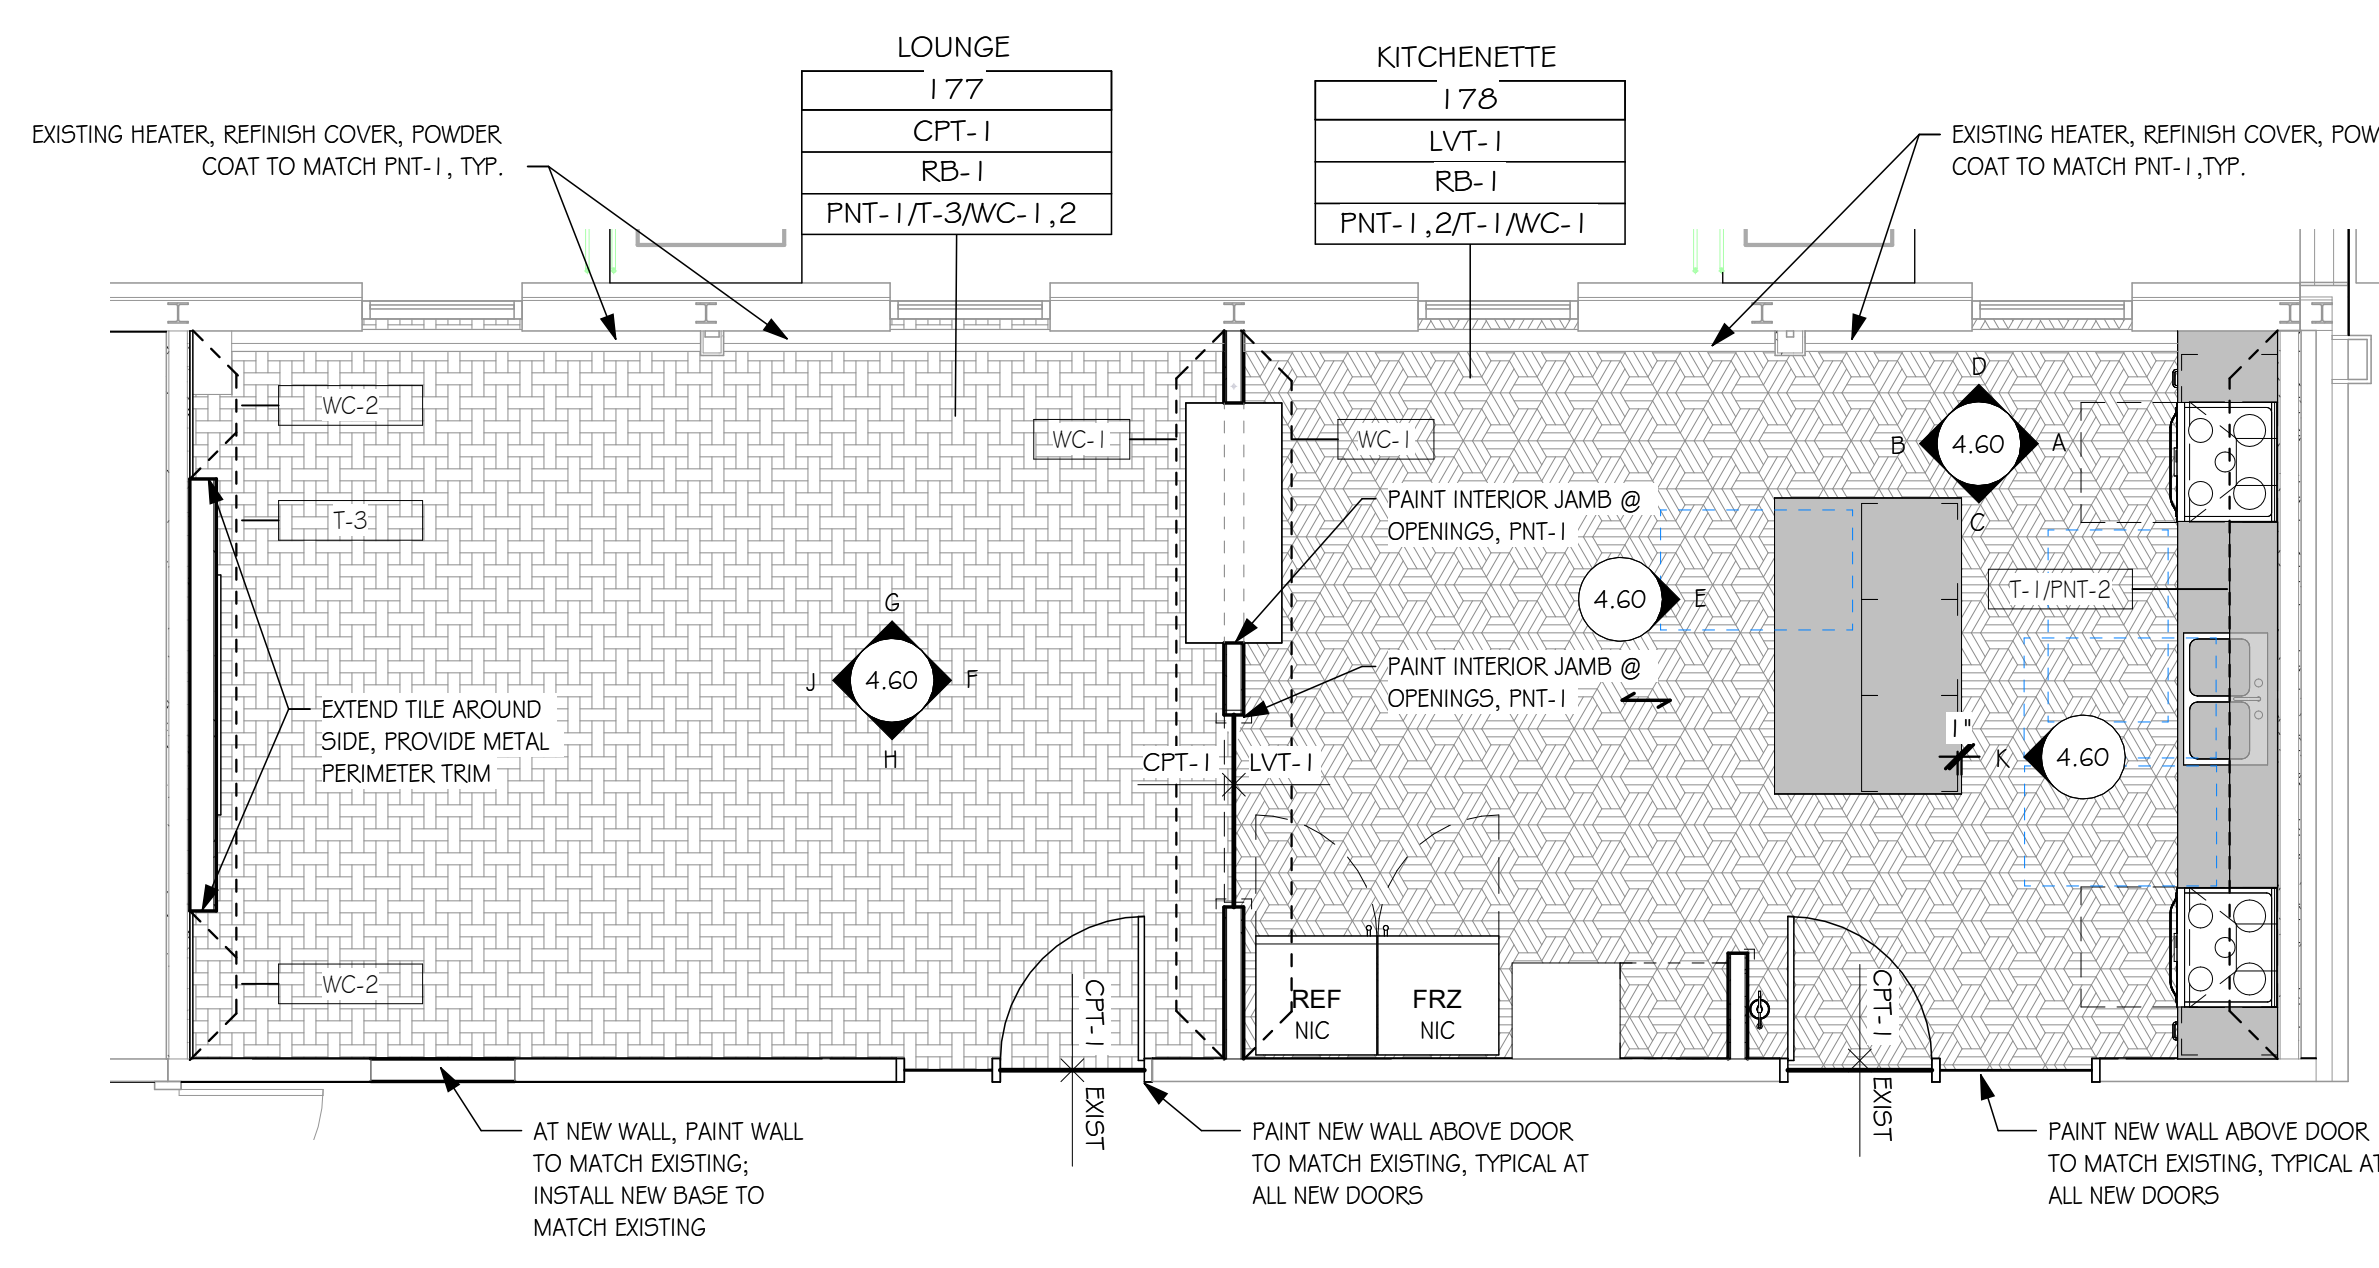 LOUNGE
177
CPT-1
RB-1
PNT-1/T-3/WC-1,2
KITCHENETTE
178
LVT-1
RB-1
PNT-1,2/T-1/WC-1
EXISTING HEATER, REFINISH COVER, POWDER
COAT TO MATCH PNT-1, TYP.
EXISTING HEATER, REFINISH COVER, POW
COAT TO MATCH PNT-1,TYP.
WC-2
T-3
WC-1
WC-1
PAINT INTERIOR JAMB @
OPENINGS, PNT-1
D
B
4.60
A
C
4.60
E
T-1/PNT-2
G
J
4.60
F
H
PAINT INTERIOR JAMB @
OPENINGS, PNT-1
EXTEND TILE AROUND
SIDE, PROVIDE METAL
PERIMETER TRIM
CPT-1
LVT-1
1"
K
4.60
WC-2
CPT-1
EXIST
REF
NIC
FRZ
NIC
CPT-1
EXIST
AT NEW WALL, PAINT WALL
TO MATCH EXISTING;
INSTALL NEW BASE TO
MATCH EXISTING
PAINT NEW WALL ABOVE DOOR
TO MATCH EXISTING, TYPICAL AT
ALL NEW DOORS
PAINT NEW WALL ABOVE DOOR
TO MATCH EXISTING, TYPICAL AT
ALL NEW DOORS